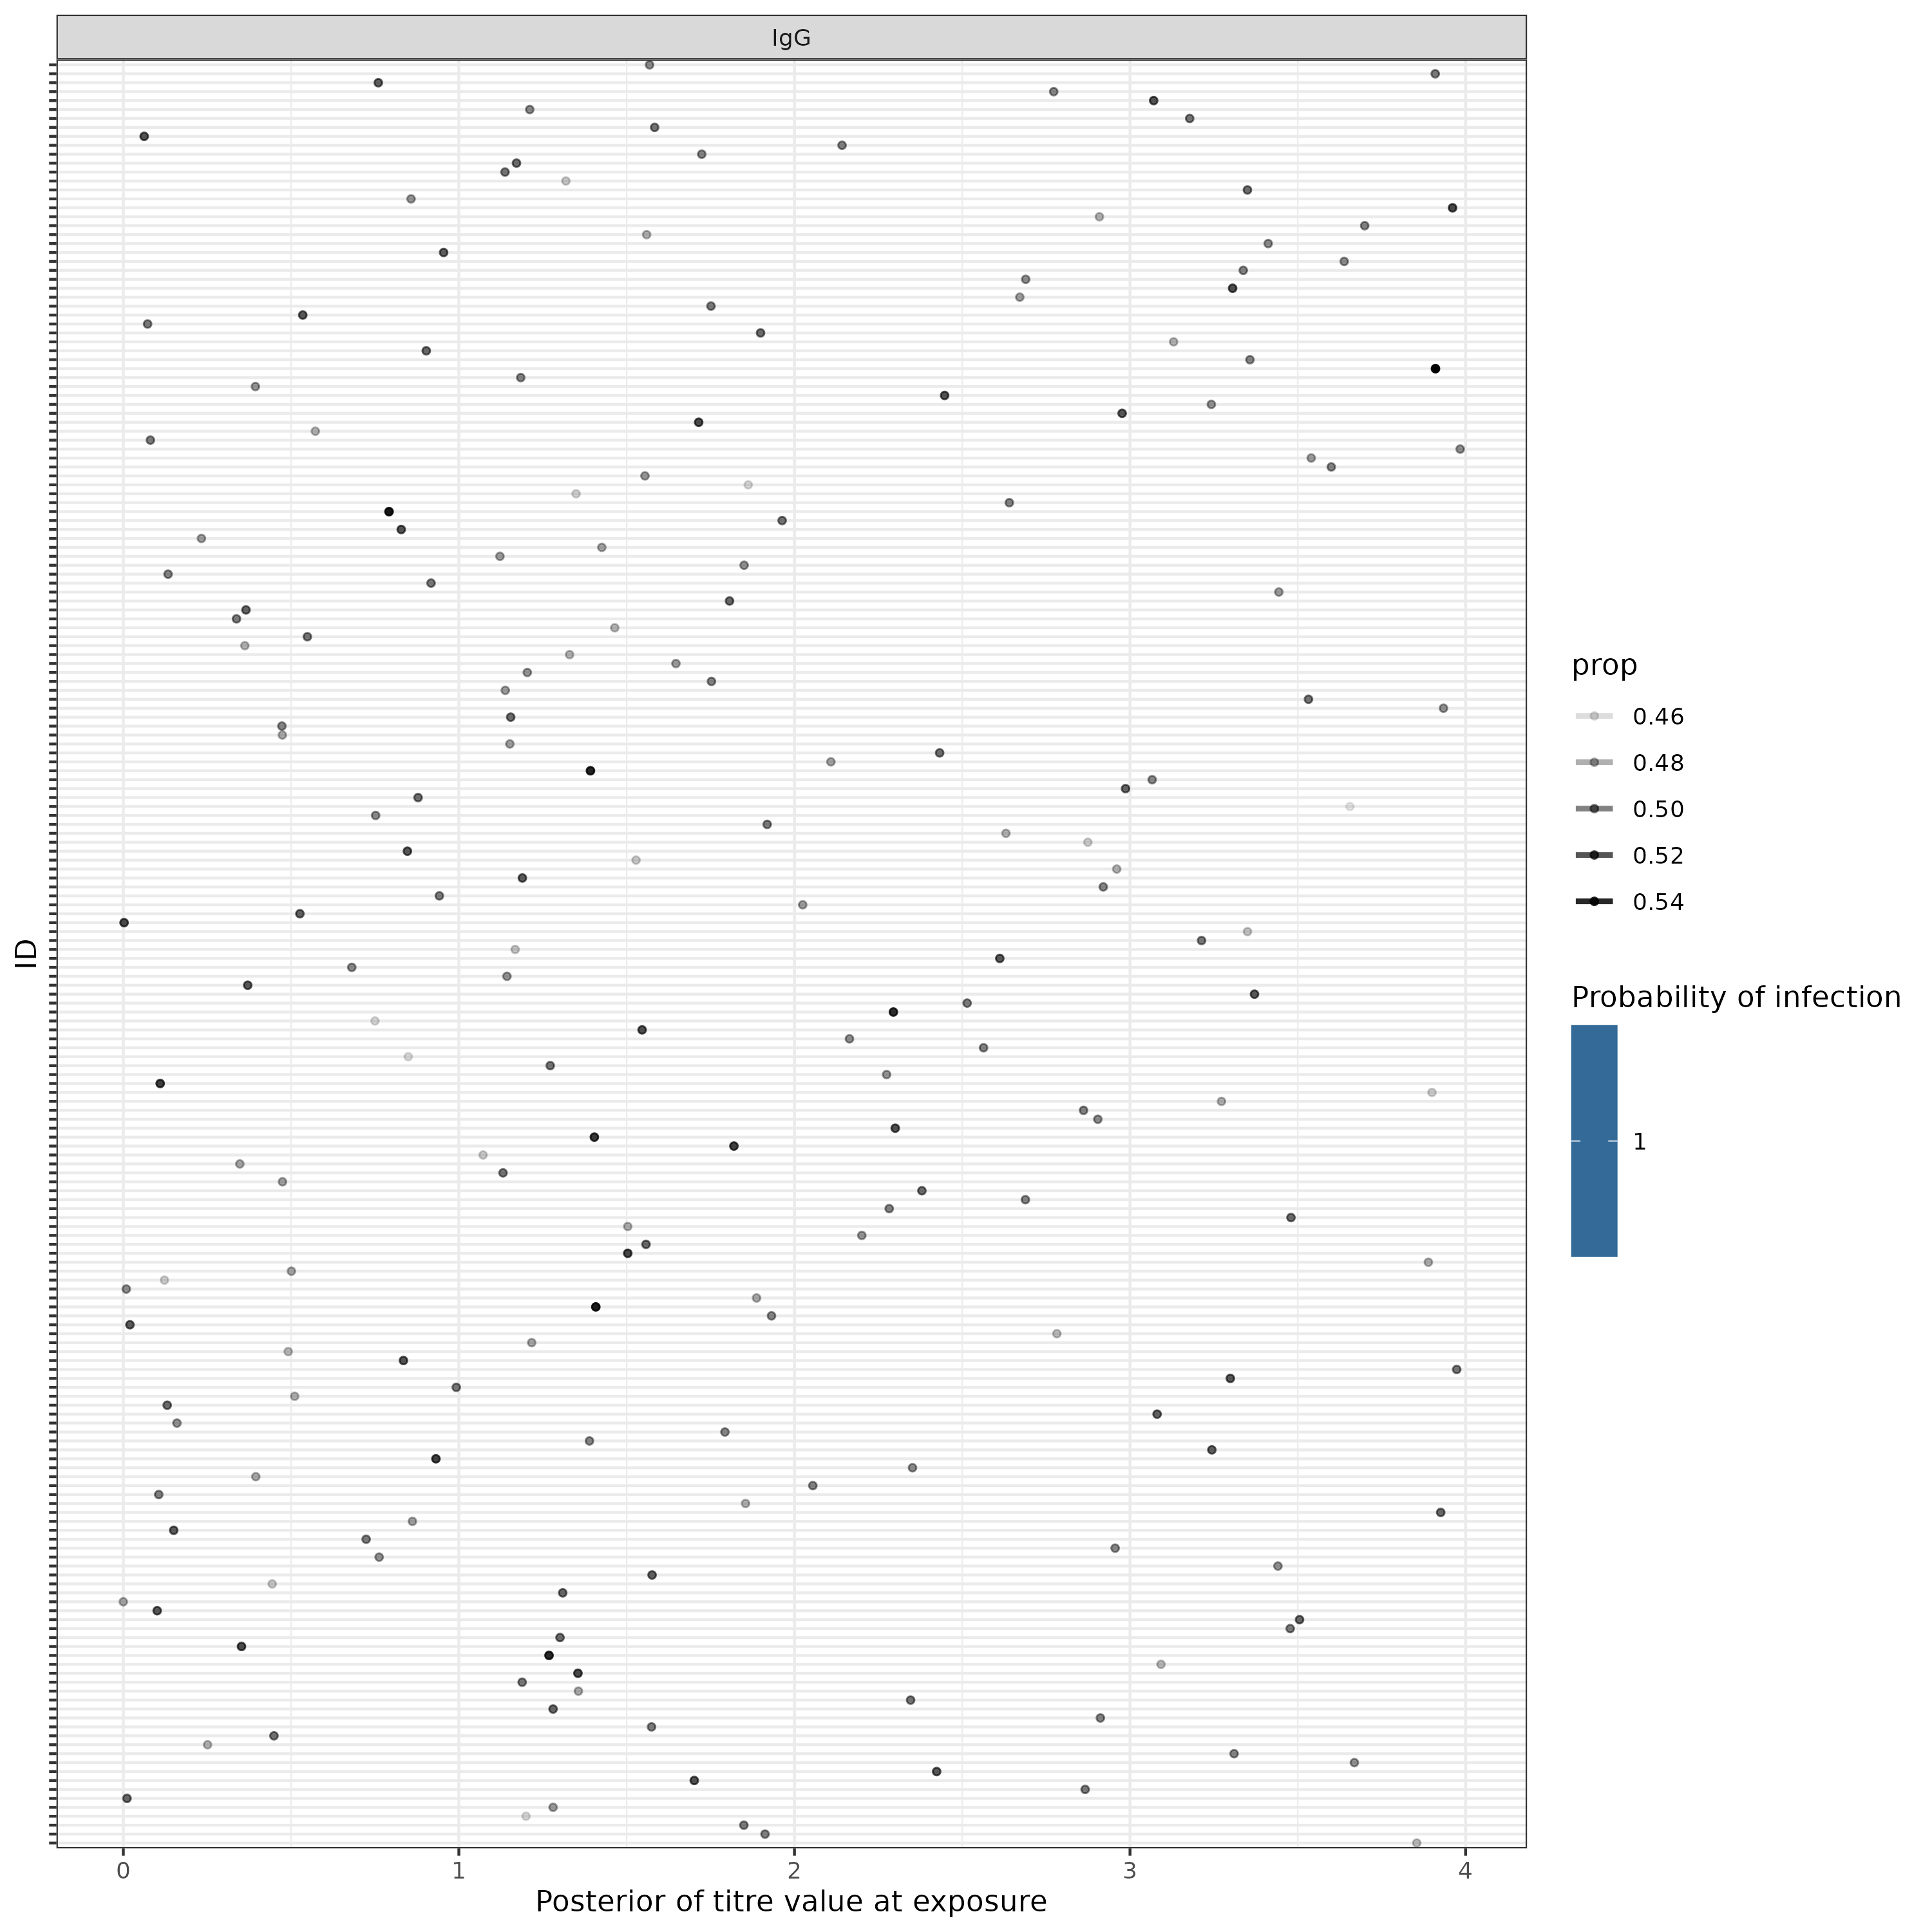 IgG
ID
0 1 2 3 4
Posterior of titre value at exposure
prop
0.46
0.48
0.50
0.52
0.54
Probability of infection
1